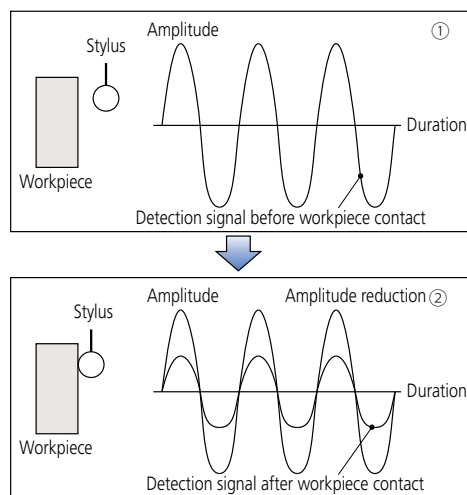 Amplitude ①
Stylus
Duration
Workpiece
Detection signal before workpiece contact
Amplitude Amplitude reduction ②
Stylus
Duration
Workpiece
Detection signal after workpiece contact